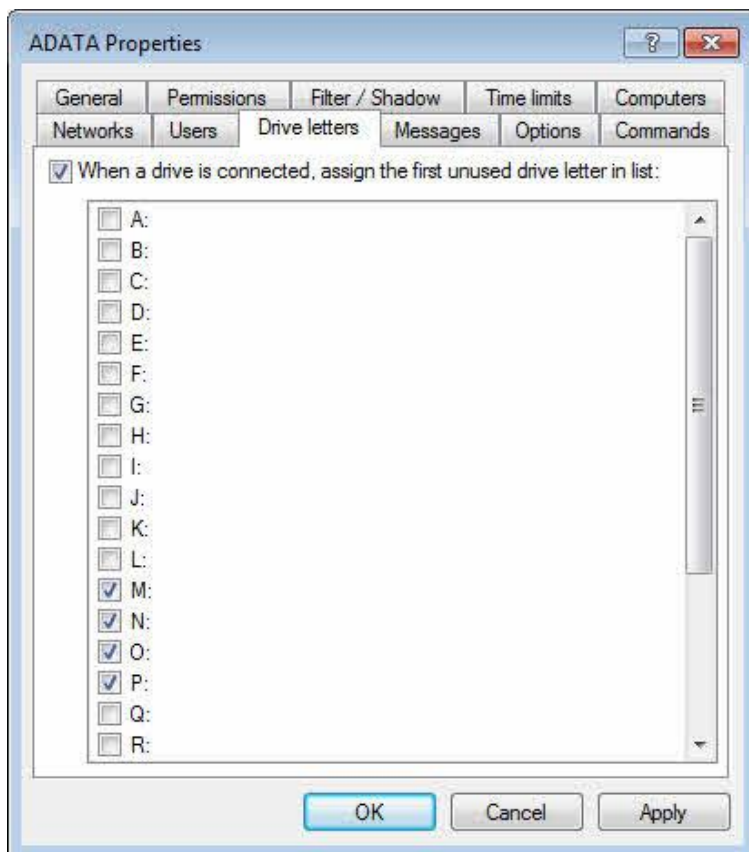 ADATA Properties
General Permissions Filter / Shadow Time limits Computers
Networks Users Drive letters Messages Options Commands
When a drive is connected, assign the first unused drive letter in list:
A:
B:
C:
D:
E:
F:
G:
H:
I:
J:
K:
L:
M:
N:
O:
P:
Q:
R:
OK Cancel Apply